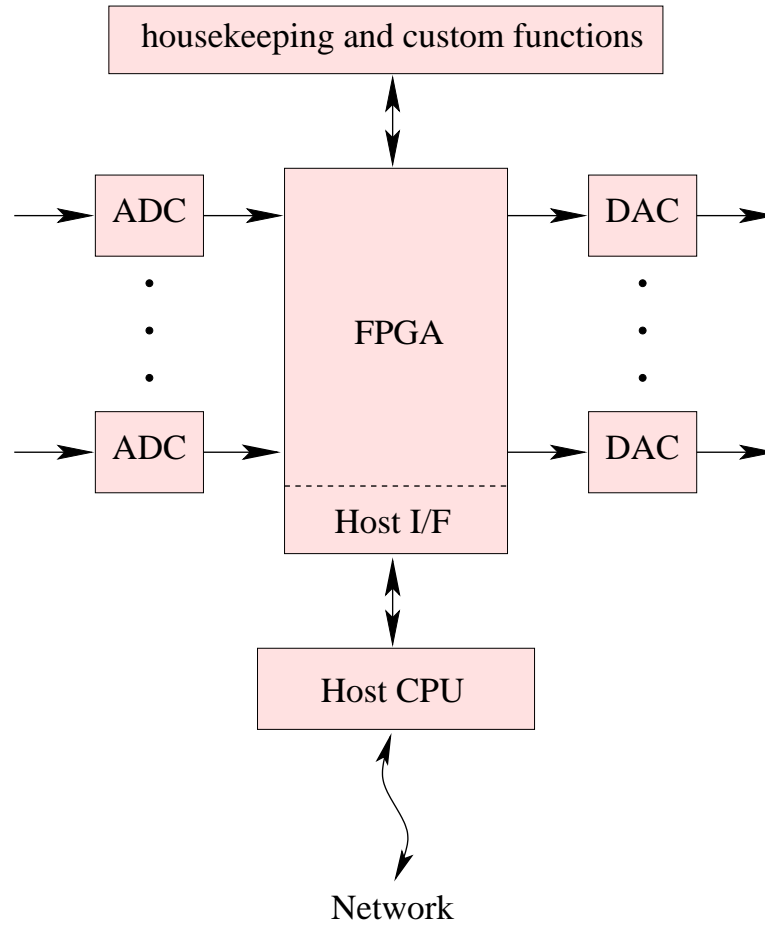 housekeeping and custom functions
ADC
DAC
FPGA
ADC
DAC
Host I/F
Host CPU
Network